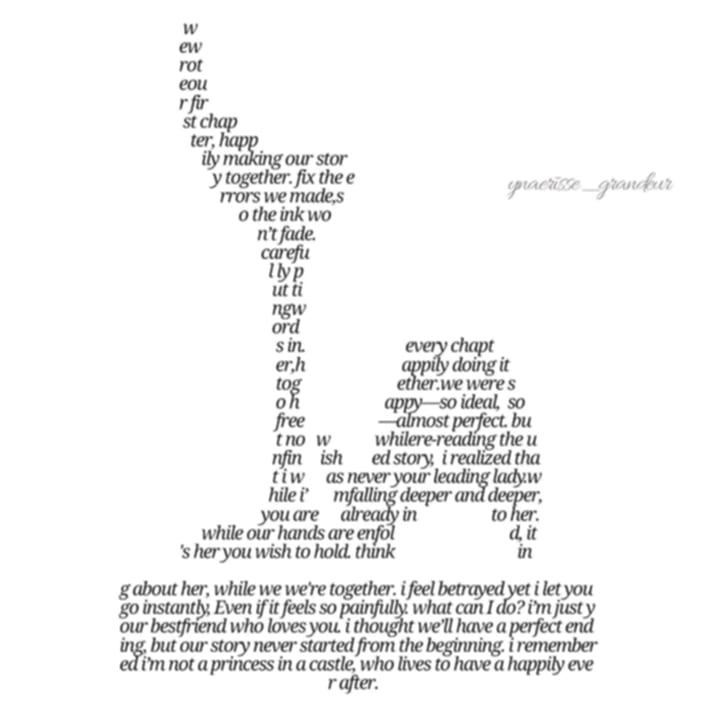 w
ew
rot
eou
r fir
st chap
ter, happ
ily making our stor
y together. fix the e
ynaerisse_grandeur
rrors we made,s
o the ink wo
n't fade.
carefu
l ly p
ut ti
ngw
ord
s in. every chapt
er,h appily doing it
tog ether.we were s
o h appy—so ideal, so
free —almost perfect. bu
t no w whilere-reading the u
nfin ish ed story, i realized tha
t i w as never your leading lady.w
hile i' mfalling deeper and deeper,
you are already in to her.
while our hands are enfol d, it
's her you wish to hold. think in
g about her, while we we're together. i feel betrayed yet i let you
go instantly, Even if it feels so painfully. what can I do? i'm just y
our bestfriend who loves you. i thought we'll have a perfect end
ing, but our story never started from the beginning. i remember
ed i'm not a princess in a castle, who lives to have a happily eve
r after.